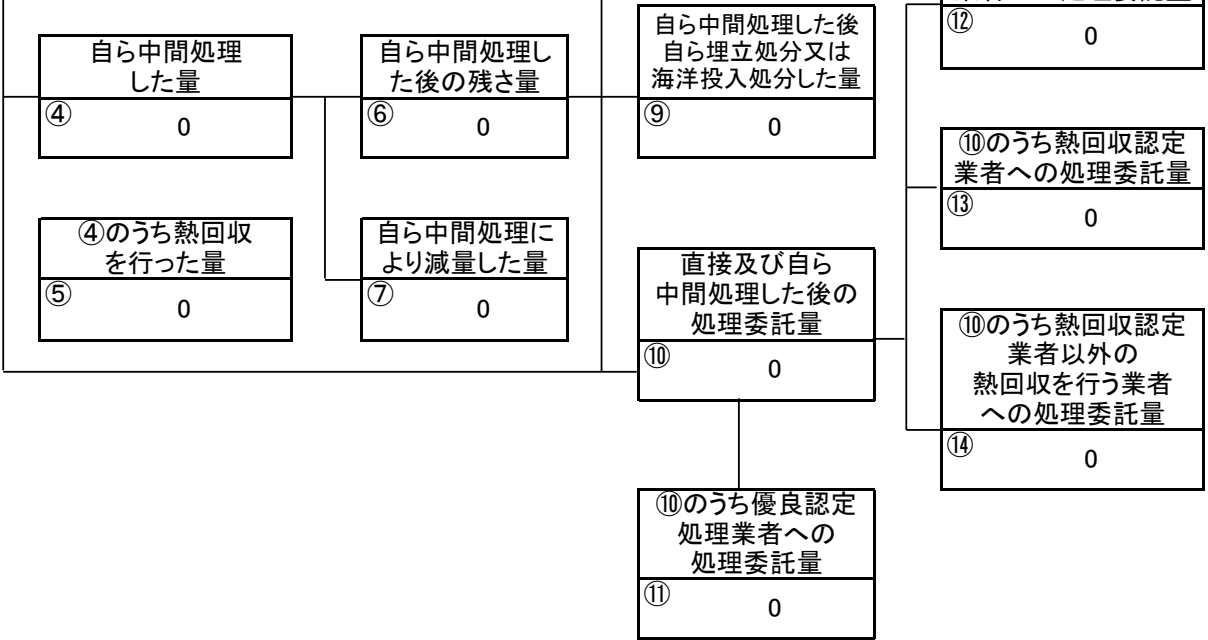 ⑫
0
自ら中間処理
した量
④
0
自ら中間処理し
た後の残さ量
⑥
0
自ら中間処理した後
自ら埋立処分又は
海洋投入処分した量
⑨
0
⑩のうち熱回収認定
業者への処理委託量
⑬
0
④のうち熱回収
を行った量
⑤
0
自ら中間処理に
より減量した量
⑦
0
直接及び自ら
中間処理した後の
処理委託量
⑩
0
⑩のうち熱回収認定
業者以外の
熱回収を行う業者
への処理委託量
⑭
0
⑩のうち優良認定
処理業者への
処理委託量
⑪
0